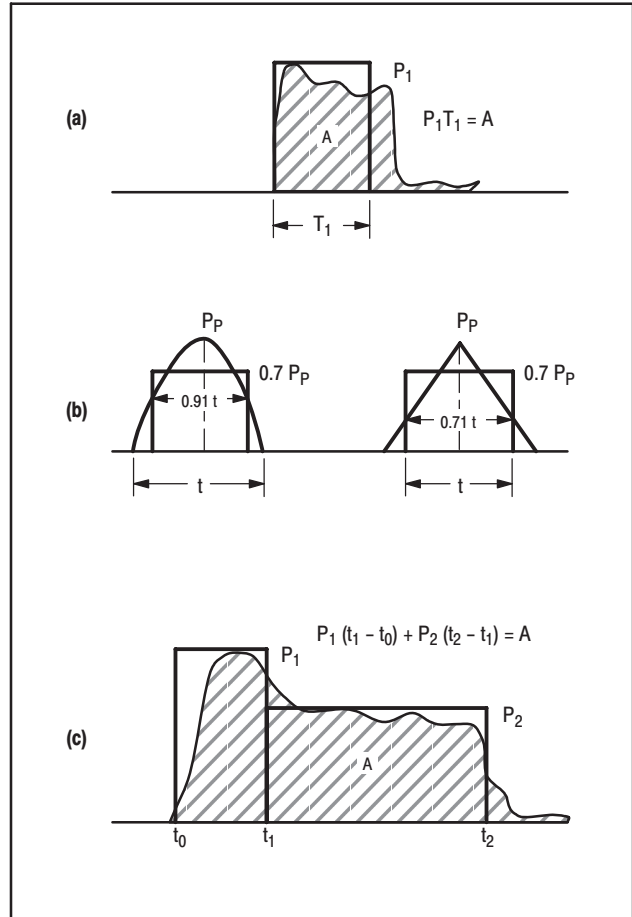 (a)
P1
P1T1 = A
A
T1
(b)
PP
0.7 PP
0.91 t
t
PP
0.7 PP
0.71 t
t
(c)
P1 (t1 – t0) + P2 (t2 – t1) = A
P1
P2
A
t0 t1 t2